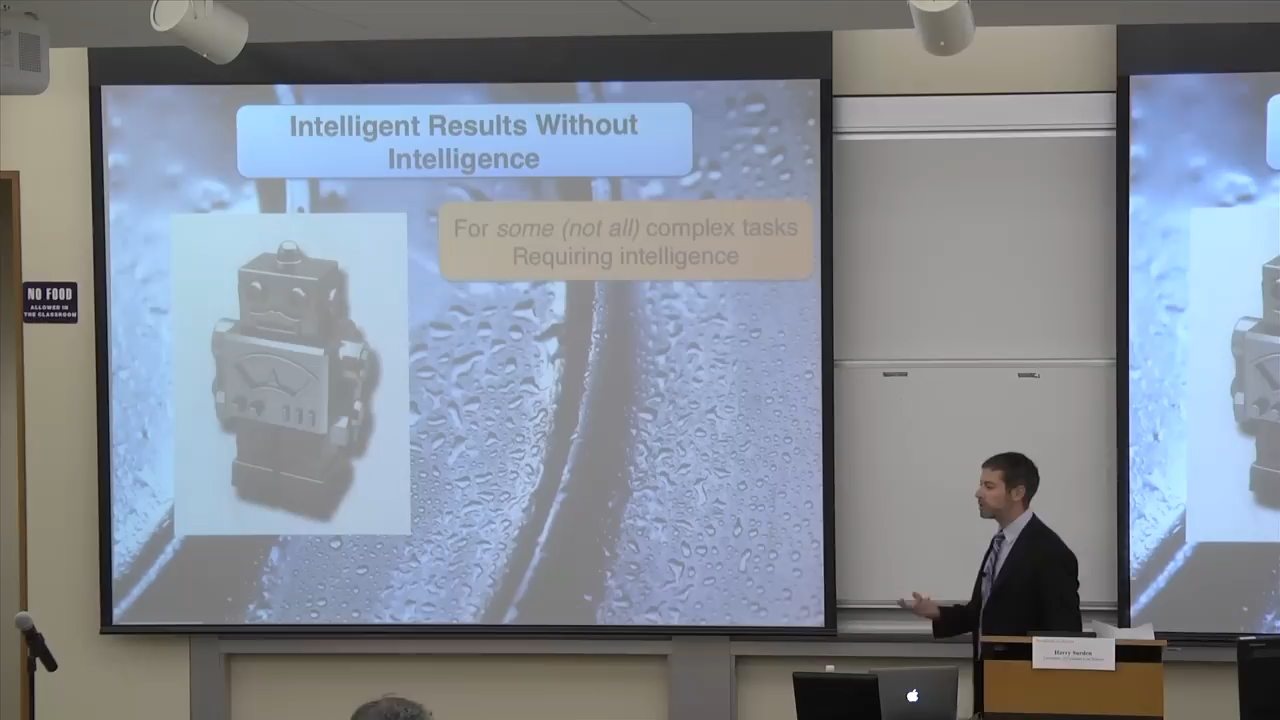 Intelligent Results Without
Intelligence
For some (not all) complex tasks
Requiring intelligence
NO FOOD
ALLOWED IN
THE CLASSROOM
Harry Surden